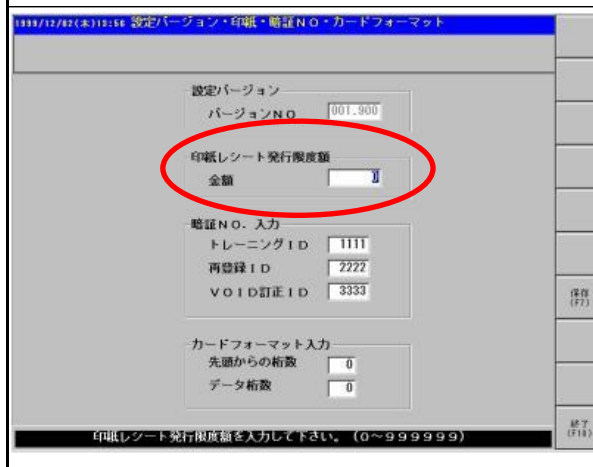 1999/12/02(木)13:56 設定バージョン・印紙・暗証NO・カードフォーマット
設定バージョン
バージョンNO 001.900
印紙レシート発行限度額
金額 0
暗証NO. 入力
トレーニングID 1111
再登録ID 2222
VOID訂正ID 3333
カードフォーマット入力
先頭からの桁数 0
データ桁数 0
保存
(F7)
終了
(F10)
印紙レシート発行限度額を入力して下さい。(0~999999)